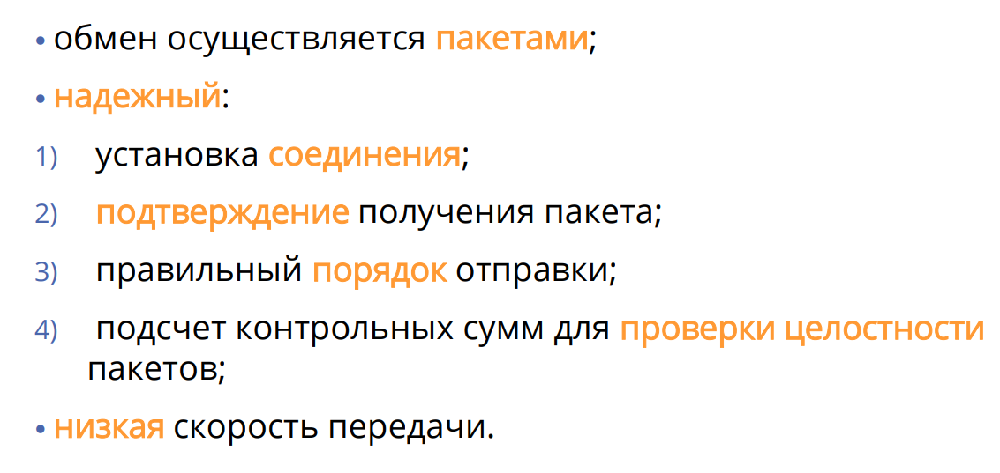 • обмен осуществляется пакетами;
• надежный:
1) установка соединения;
2) подтверждение получения пакета;
3) правильный порядок отправки;
4) подсчет контрольных сумм для проверки целостности
пакетов;
• низкая скорость передачи.